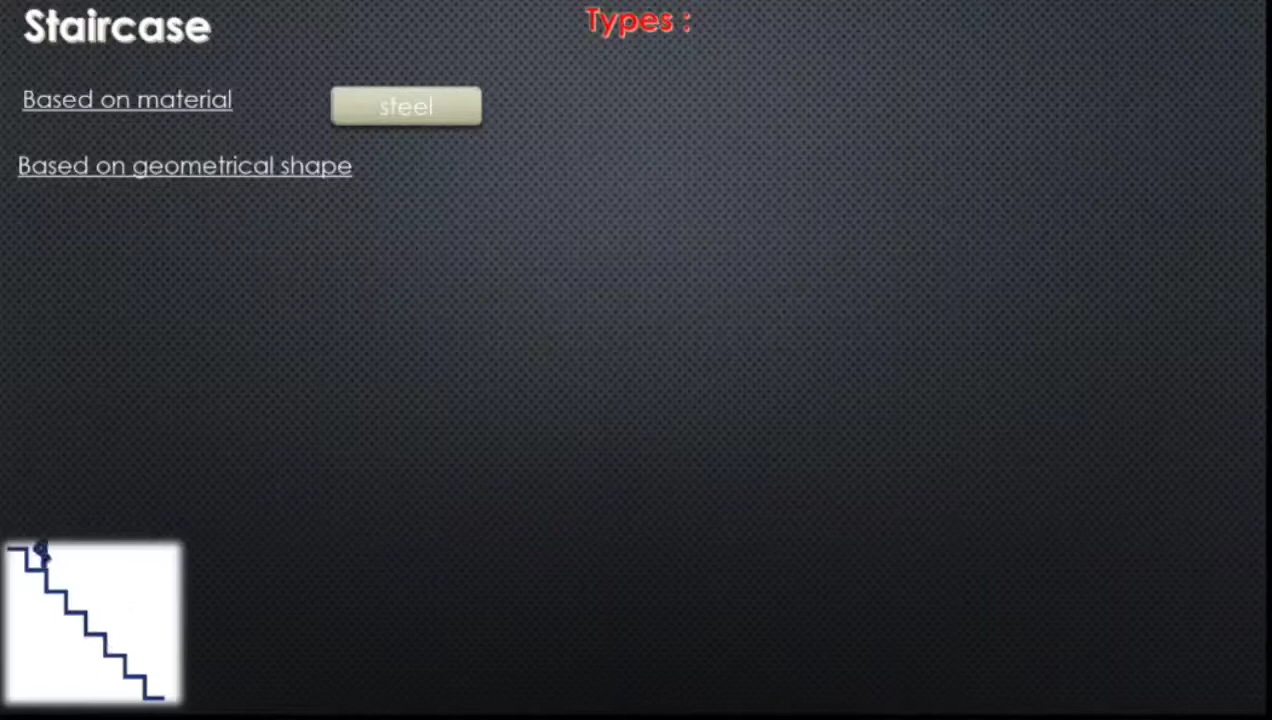 Staircase
Types :
Based on material
steel
Based on geometrical shape